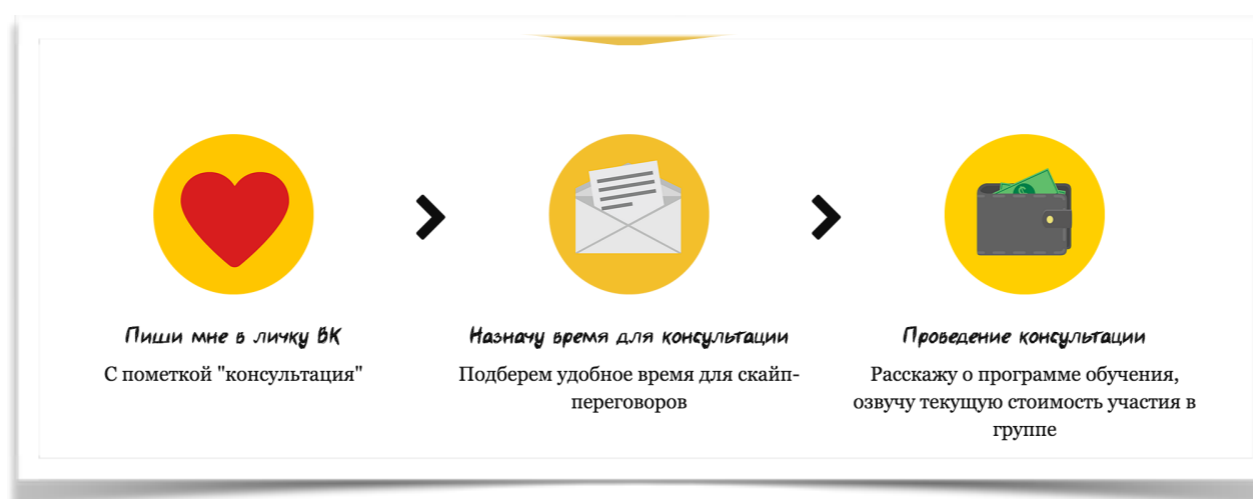 Пиши мне в личку ВК
С пометкой "консультация"
Назначу время для консультации
Подберем удобное время для скайп-
переговоров
Проведение консультации
Расскажу о программе обучения,
озвучу текущую стоимость участия в
группе